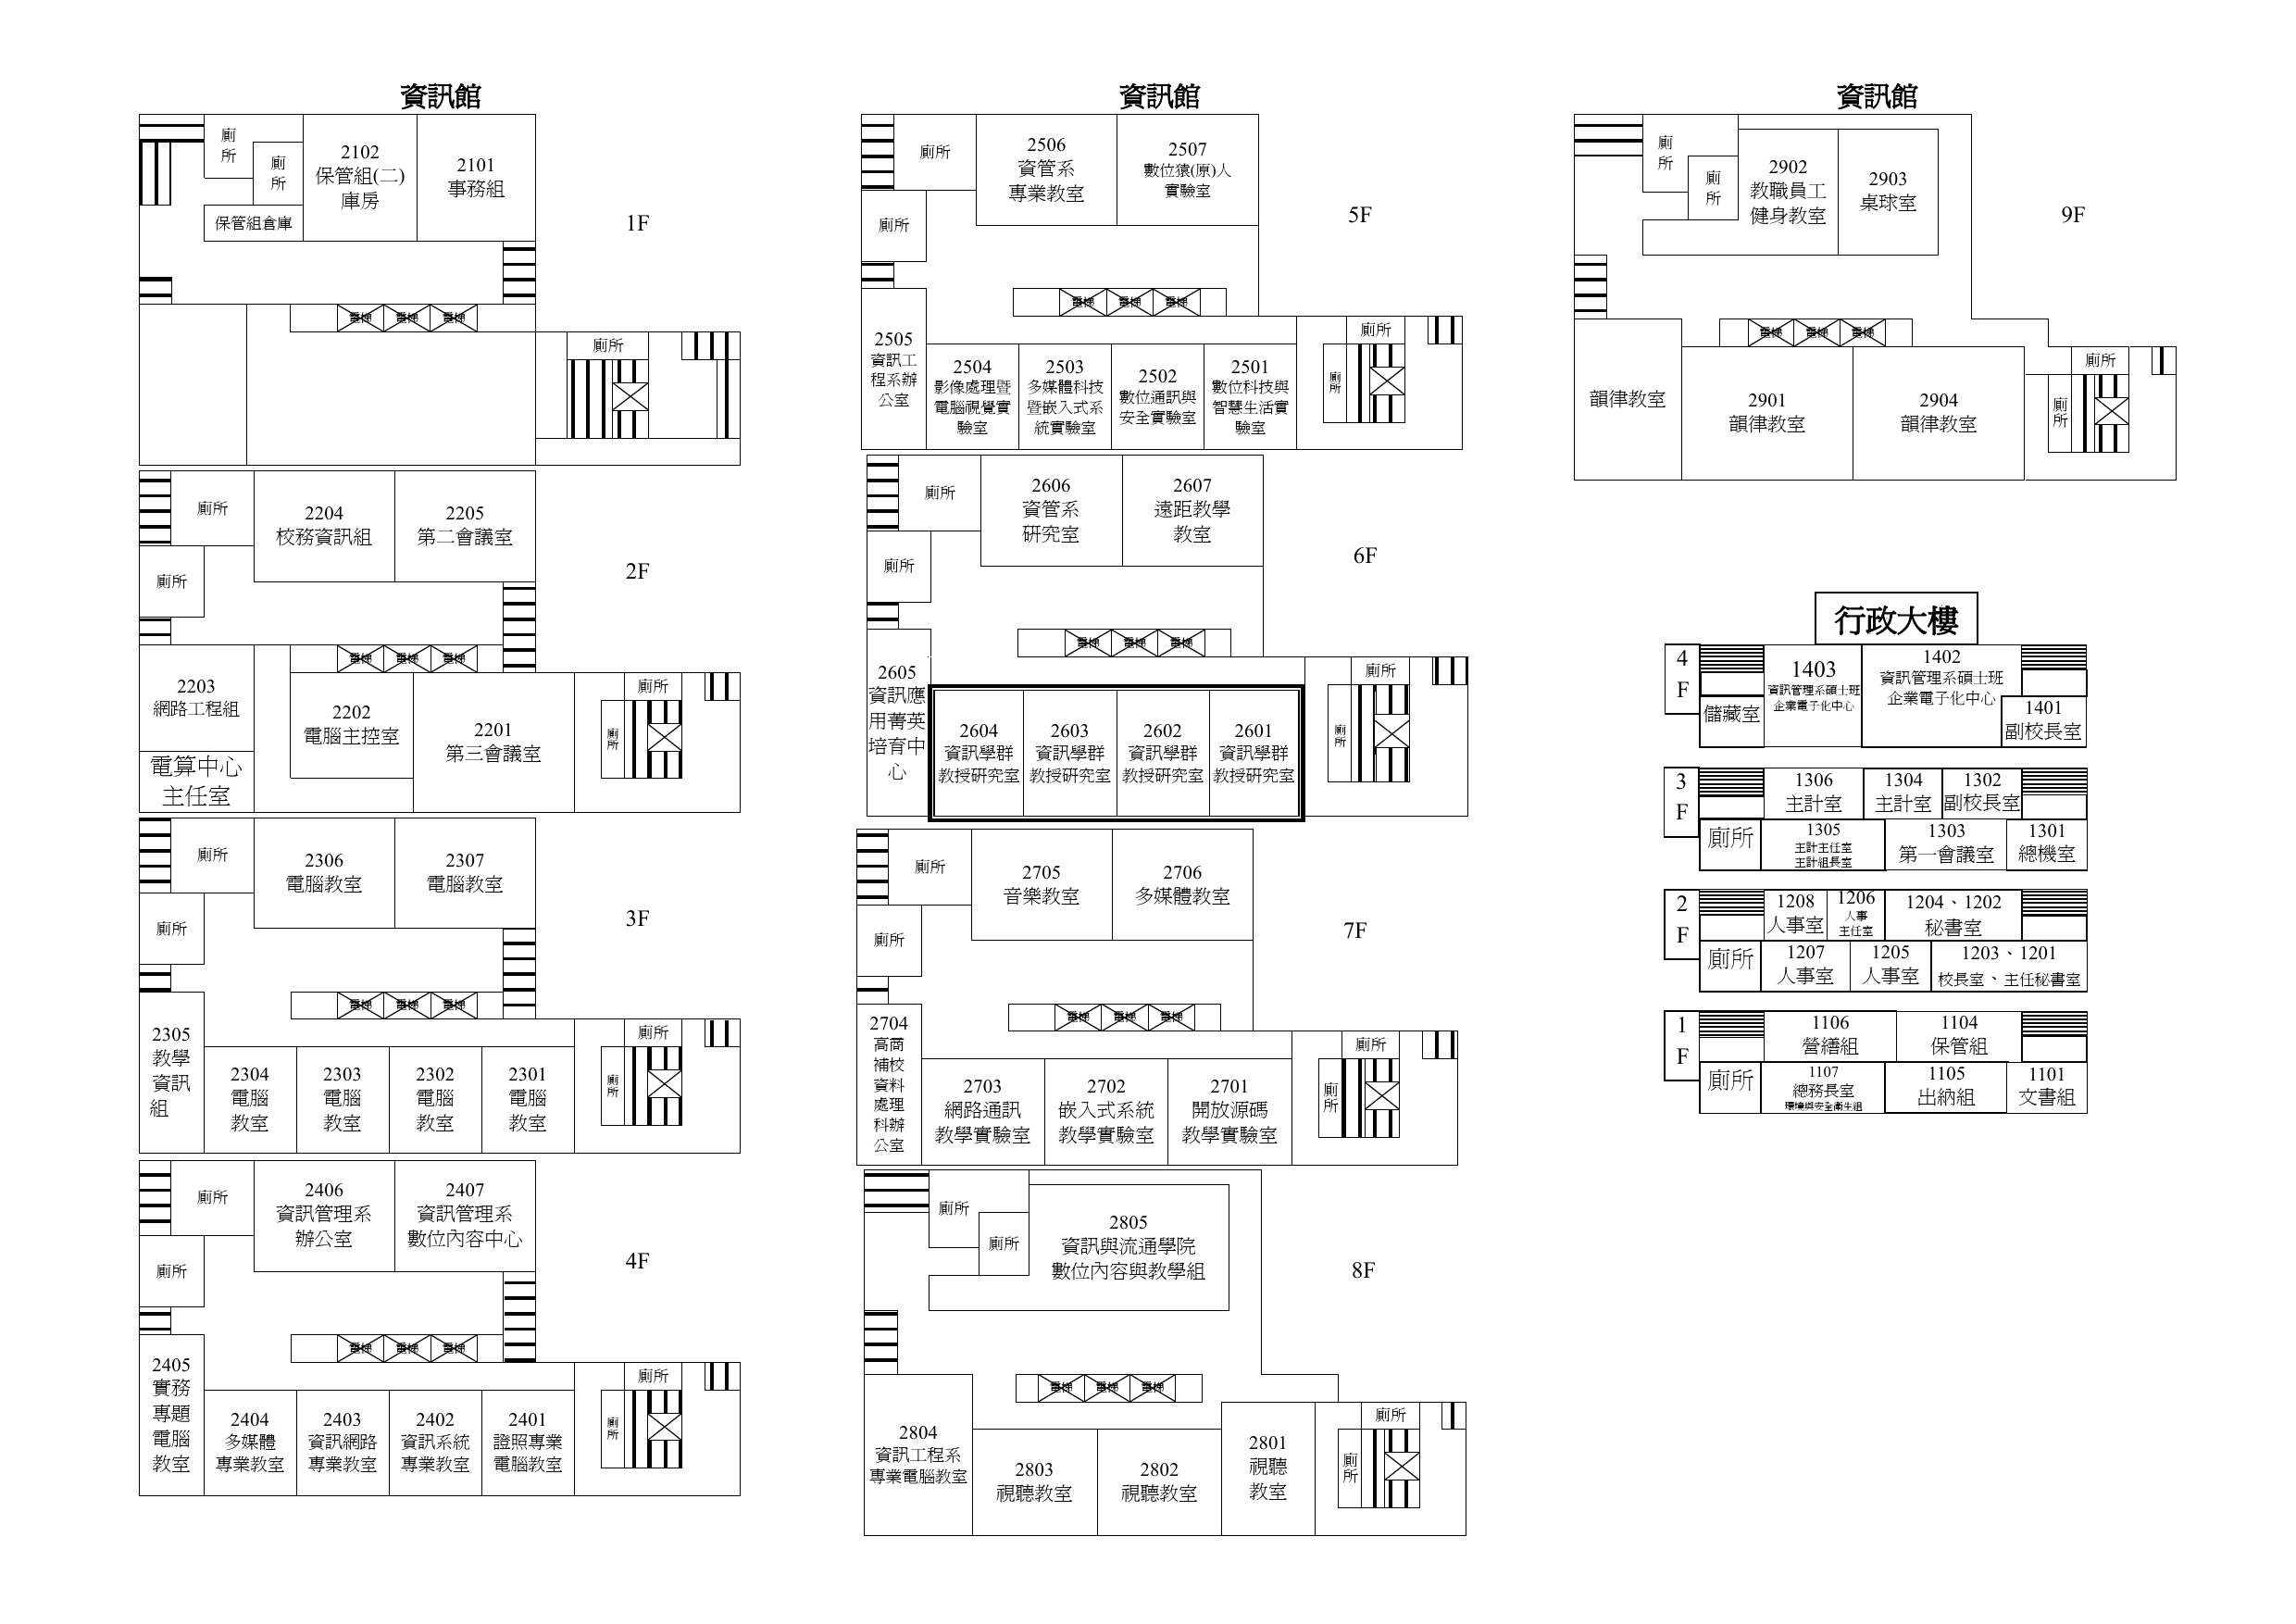 資訊館
廁
所
廁
所
2102
保管組(二)
庫房
2101
事務組
保管組倉庫
1F
電梯
電梯
電梯
廁所
廁所
2204
校務資訊組
2205
第二會議室
廁所
2F
電梯
電梯
電梯
2203
網路工程組
2202
電腦主控室
2201
第三會議室
廁所
廁
所
電算中心
主任室
廁所
2306
電腦教室
2307
電腦教室
廁所
3F
電梯
電梯
電梯
2305
教學
資訊
組
2304
電腦
教室
2303
電腦
教室
2302
電腦
教室
2301
電腦
教室
廁所
廁
所
廁所
2406
資訊管理系
辦公室
2407
資訊管理系
數位內容中心
廁所
4F
電梯
電梯
電梯
2405
實務
專題
電腦
教室
2404
多媒體
專業教室
2403
資訊網路
專業教室
2402
資訊系統
專業教室
2401
證照專業
電腦教室
廁所
廁
所
資訊館
廁所
2506
資管系
專業教室
2507
數位猿(原)人
實驗室
廁所
5F
電梯
電梯
電梯
2505
資訊工
程系辦
公室
2504
影像處理暨
電腦視覺實
驗室
2503
多媒體科技
暨嵌入式系
統實驗室
2502
數位通訊與
安全實驗室
2501
數位科技與
智慧生活實
驗室
廁所
廁
所
廁所
2606
資管系
研究室
2607
遠距教學
教室
廁所
6F
電梯
電梯
電梯
2605
資訊應
用菁英
培育中
心
2604
資訊學群
教授研究室
2603
資訊學群
教授研究室
2602
資訊學群
教授研究室
2601
資訊學群
教授研究室
廁所
廁
所
廁所
2705
音樂教室
2706
多媒體教室
廁所
7F
電梯
電梯
電梯
2704
高商
補校
資料
處理
科辦
公室
2703
網路通訊
教學實驗室
2702
嵌入式系統
教學實驗室
2701
開放源碼
教學實驗室
廁所
廁
所
廁所
廁所
2805
資訊與流通學院
數位內容與教學組
8F
電梯
電梯
電梯
2804
資訊工程系
專業電腦教室
2803
視聽教室
2802
視聽教室
2801
視聽
教室
廁所
廁
所
資訊館
廁
所
廁
所
2902
教職員工
健身教室
2903
桌球室
9F
電梯
電梯
電梯
韻律教室
2901
韻律教室
2904
韻律教室
廁所
廁
所
行政大樓
4
F
1403
資訊管理系碩士班
企業電子化中心
1402
資訊管理系碩士班
企業電子化中心
儲藏室
1401
副校長室
3
F
1306
主計室
1304
主計室
1302
副校長室
廁所
1305
主計主任室
主計組長室
1303
第一會議室
1301
總機室
2
F
1208
人事室
1206
人事
主任室
1204、1202
秘書室
廁所
1207
人事室
1205
人事室
1203、1201
校長室、主任秘書室
1
F
1106
營繕組
1104
保管組
廁所
1107
總務長室
環境與安全衛生組
1105
出納組
1101
文書組